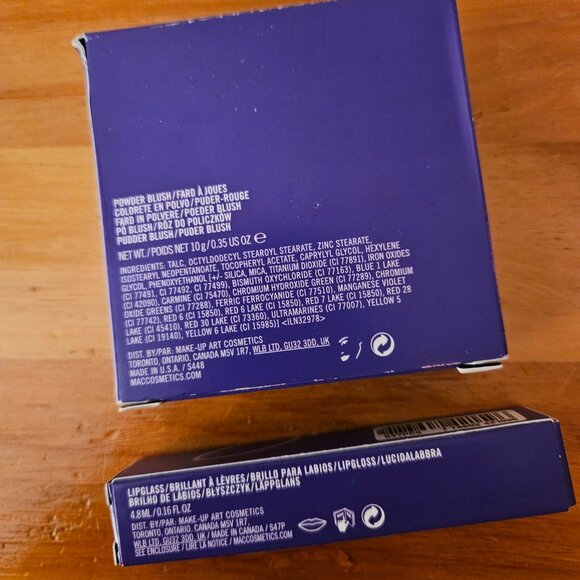 POWDER BLUSH/FARD À JOUES
COLORETE EN POLVO/PUDER-ROUGE
FARD IN POLVERE/POEDER BLUSH
PÓ BLUSH/RÓŻ DO POLICZKÓW
PUDDER BLUSH/PUDER BLUSH
NET WT./POIDS NET 10g/0.35 US OZ e
INGREDIENTS: TALC, OCTYLDODECYL STEAROYL STEARATE, ZINC STEARATE,
ISOSTEARYL NEOPENTANOATE, TOCOPHERYL ACETATE, CAPRYLYL GLYCOL, HEXYLENE
GLYCOL, PHENOXYETHANOL [+/- SILICA, MICA, TITANIUM DIOXIDE (CI 77891), IRON OXIDES
(CI 77491, CI 77492, CI 77499), BISMUTH OXYCHLORIDE (CI 77163), BLUE 1 LAKE
(CI 42090), CARMINE (CI 75470), CHROMIUM HYDROXIDE GREEN (CI 77289), CHROMIUM
OXIDE GREENS (CI 77288), FERRIC FERROCYANIDE (CI 77510), MANGANESE VIOLET
(CI 77742), RED 6 (CI 15850), RED 6 LAKE (CI 15850), RED 7 LAKE (CI 15850), RED 28
LAKE (CI 45410), RED 30 LAKE (CI 73360), ULTRAMARINES (CI 77007), YELLOW 5
LAKE (CI 19140), YELLOW 6 LAKE (CI 15985)] <ILN32978>
DIST. BY/PAR: MAKE-UP ART COSMETICS
TORONTO, ONTARIO, CANADA M5V 1R7, WLB LTD. GU32 3DD, UK
MADE IN U.S.A. / S448
MACCOSMETICS.COM
LIPGLASS/BRILLANT À LÈVRES/BRILLO PARA LABIOS/LIPGLOSS/LUCIDALABBRA
BRILHO DE LÁBIOS/BŁYSZCZYK/LÄPPGLANS
4.8ML/0.16 FL OZ
DIST. BY/PAR: MAKE-UP ART COSMETICS
TORONTO, ONTARIO, CANADA M5V 1R7,
WLB LTD. GU32 3DD, UK / MADE IN CANADA / S47P
SEE ENCLOSURE / LIRE LA NOTICE / MACCOSMETICS.COM